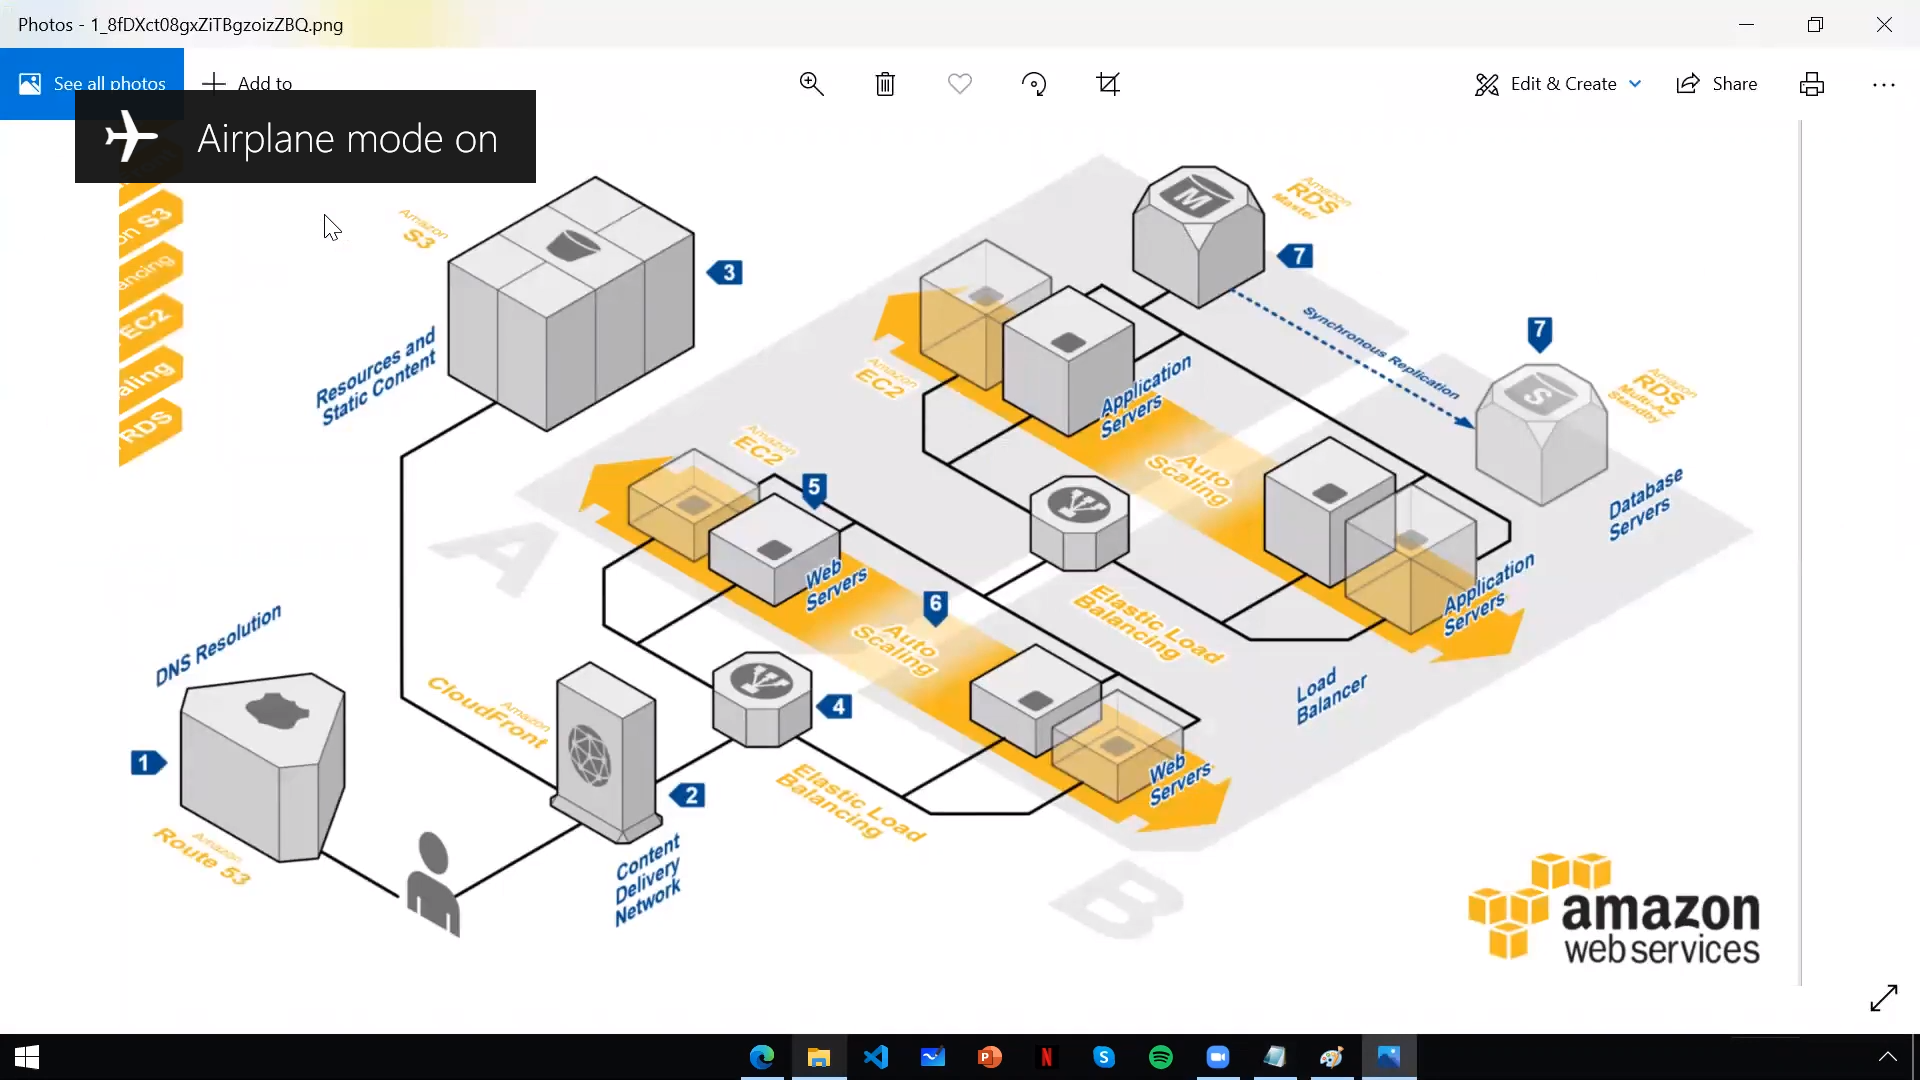 Photos - 1_8fDXct08gxZiTBgzoizZBQ.png
See all photos
Add to
Edit & Create
Share
Airplane mode on
on S3
ancing
EC2
aling
RDS
Amazon
S3
3
Resources and
Static Content
Amazon
RDS
Master
7
Synchronous Replication
7
Amazon
RDS
Multi-AZ
Standby
Database
Servers
Amazon
EC2
Application
Servers
Auto
Scaling
Application
Servers
Amazon
EC2
5
Web
Servers
6
Auto
Scaling
Elastic Load
Balancing
Load
Balancer
A
DNS Resolution
1
Amazon
Route 53
Amazon
CloudFront
2
Content
Delivery
Network
4
Elastic Load
Balancing
Web
Servers
B
M
S
amazon
web services